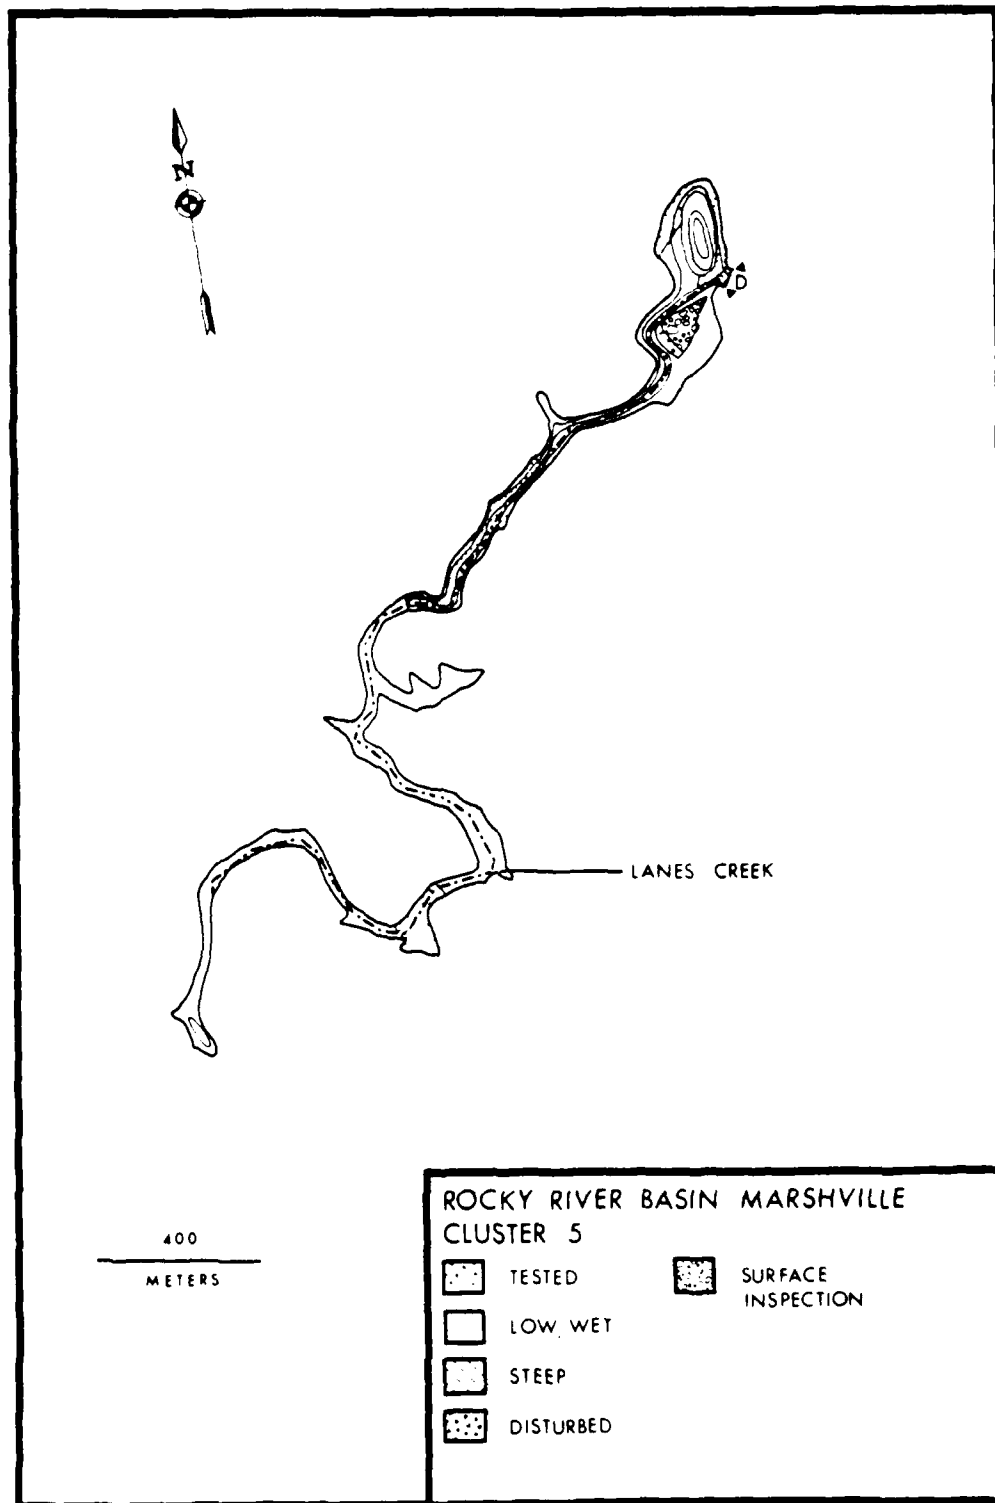 N
D
LANES CREEK
400
METERS
ROCKY RIVER BASIN MARSHVILLE
CLUSTER 5
TESTED
LOW, WET
STEEP
DISTURBED
SURFACE
INSPECTION